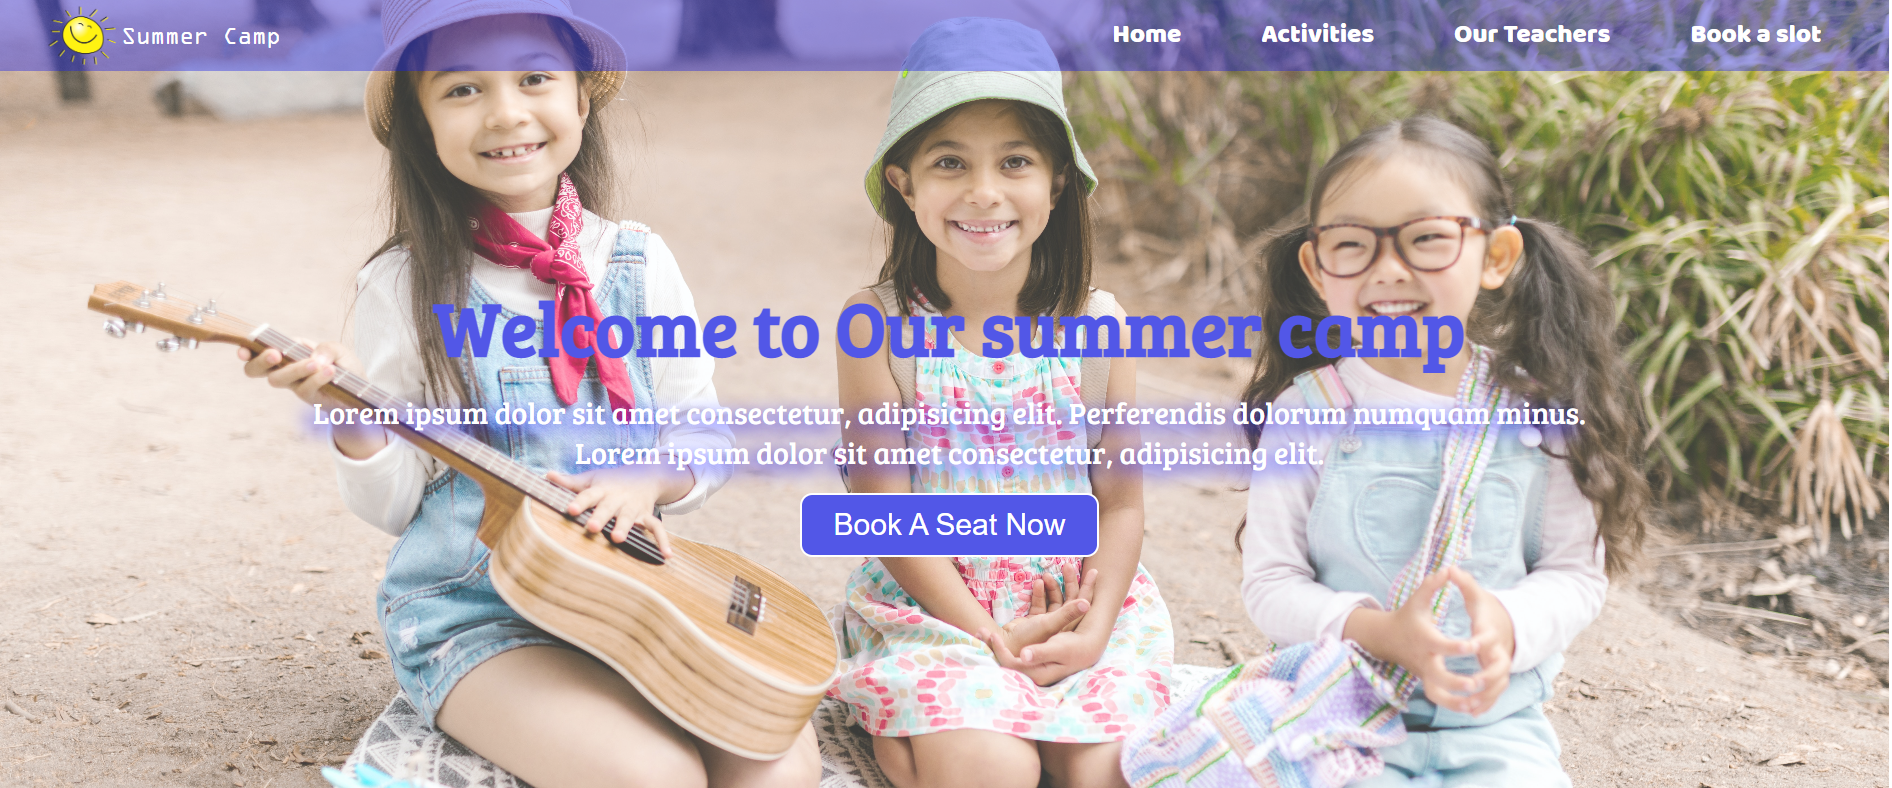 Summer Camp
Home
Activities
Our Teachers
Book a slot
Welcome to Our summer camp
Lorem ipsum dolor sit amet consectetur, adipisicing elit. Perferendis dolorum numquam minus.
Lorem ipsum dolor sit amet consectetur, adipisicing elit.
Book A Seat Now